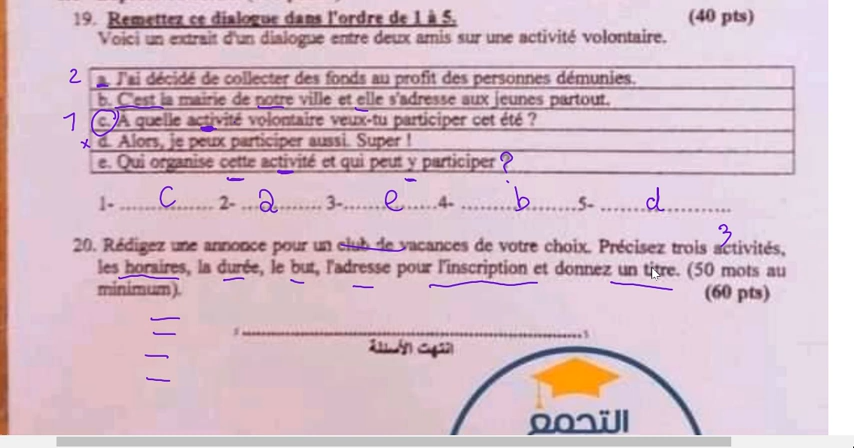 19. Remettez ce dialogue dans l'ordre de 1 à 5. (40 pts)
Voici un extrait d'un dialogue entre deux amis sur une activité volontaire.
2 a. J'ai décidé de collecter des fonds au profit des personnes démunies.
b. C'est la mairie de notre ville et elle s'adresse aux jeunes partout.
1 c. A quelle activité volontaire veux-tu participer cet été ?
x d. Alors, je peux participer aussi. Super !
e. Qui organise cette activité et qui peut y participer ?
1- ...... c ...... 2- ...... a ...... 3- ...... e ...... 4- ...... b ...... 5- ...... d ......
3
20. Rédigez une annonce pour un club de vacances de votre choix. Précisez trois activités,
les horaires, la durée, le but, l'adresse pour l'inscription et donnez un titre. (50 mots au
minimum). (60 pts)
انتهت الأسئلة
التجمع